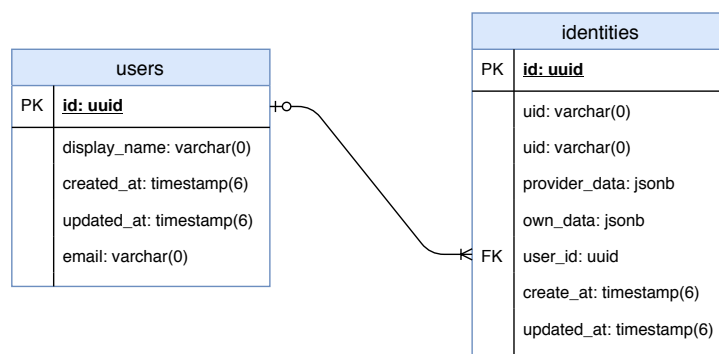 users
PK id: uuid
display_name: varchar(0)
created_at: timestamp(6)
updated_at: timestamp(6)
email: varchar(0)
identities
PK id: uuid
uid: varchar(0)
uid: varchar(0)
provider_data: jsonb
own_data: jsonb
FK user_id: uuid
create_at: timestamp(6)
updated_at: timestamp(6)